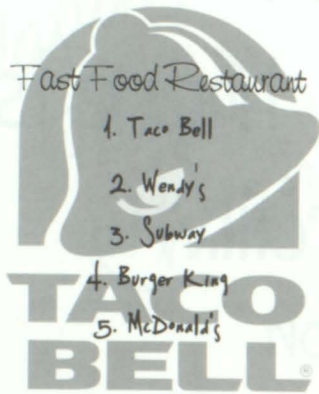 Fast Food Restaurant
1. Taco Bell
2. Wendy's
3. Subway
4. Burger King
5. McDonald's
TACO
BELL®